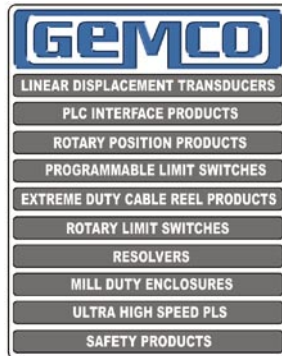 GEMCO
LINEAR DISPLACEMENT TRANSDUCERS
PLC INTERFACE PRODUCTS
ROTARY POSITION PRODUCTS
PROGRAMMABLE LIMIT SWITCHES
EXTREME DUTY CABLE REEL PRODUCTS
ROTARY LIMIT SWITCHES
RESOLVERS
MILL DUTY ENCLOSURES
ULTRA HIGH SPEED PLS
SAFETY PRODUCTS